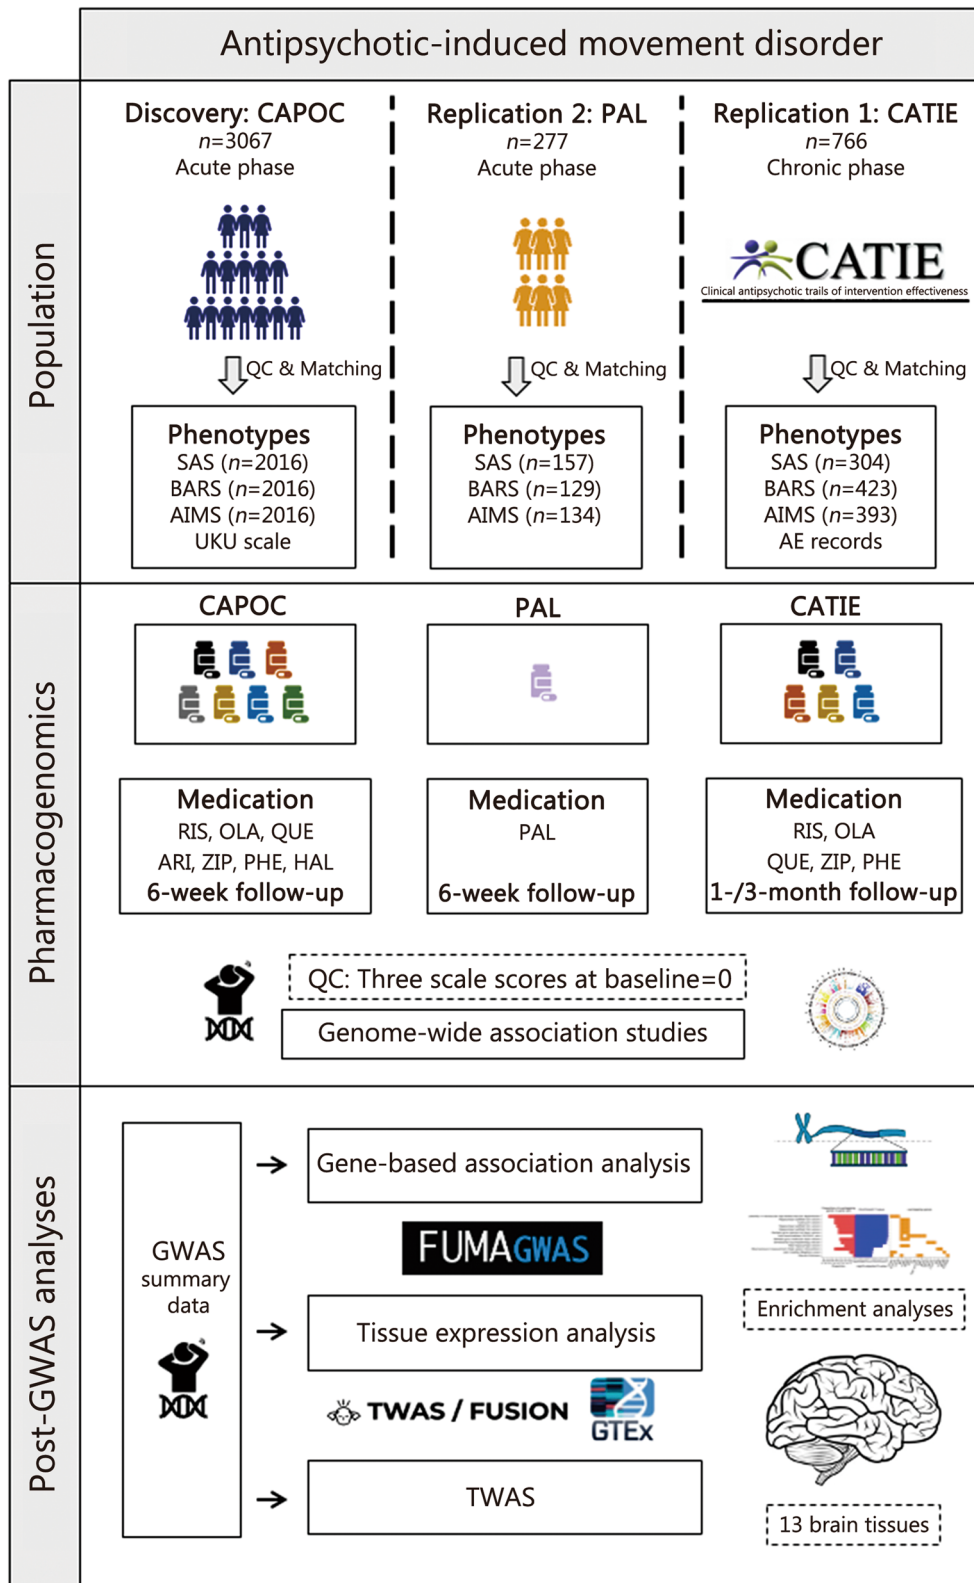 Antipsychotic-induced movement disorder
Population
Discovery: CAPOC
n=3067
Acute phase
QC & Matching
Phenotypes
SAS (n=2016)
BARS (n=2016)
AIMS (n=2016)
UKU scale
Replication 2: PAL
n=277
Acute phase
QC & Matching
Phenotypes
SAS (n=157)
BARS (n=129)
AIMS (n=134)
Replication 1: CATIE
n=766
Chronic phase
CATIE
Clinical antipsychotic trails of intervention effectiveness
QC & Matching
Phenotypes
SAS (n=304)
BARS (n=423)
AIMS (n=393)
AE records
Pharmacogenomics
CAPOC
Medication
RIS, OLA, QUE
ARI, ZIP, PHE, HAL
6-week follow-up
PAL
Medication
PAL
6-week follow-up
CATIE
Medication
RIS, OLA
QUE, ZIP, PHE
1-/3-month follow-up
QC: Three scale scores at baseline=0
Genome-wide association studies
Post-GWAS analyses
GWAS
summary
data
Gene-based association analysis
FUMAGWAS
Tissue expression analysis
TWAS / FUSION
GTEx
TWAS
Enrichment analyses
13 brain tissues